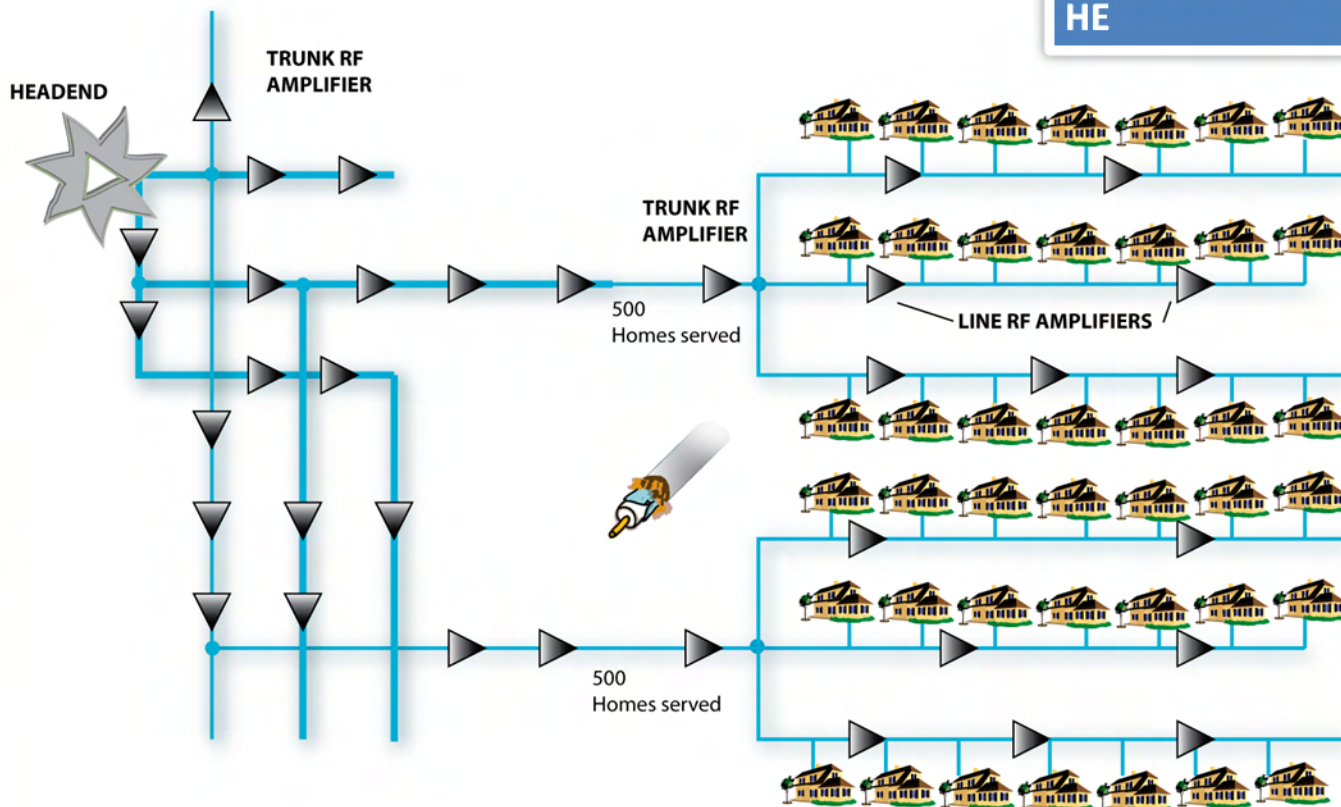 HE
TRUNK RF
AMPLIFIER
HEADEND
TRUNK RF
AMPLIFIER
500
Homes served
LINE RF AMPLIFIERS
500
Homes served